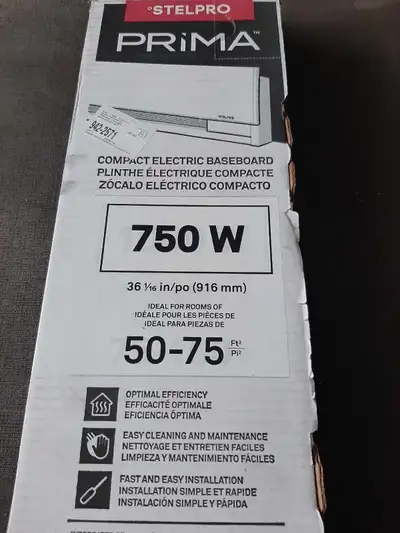 STELPRO
PRiMA™
STELPRO
942-2571
COMPACT ELECTRIC BASEBOARD
PLINTHE ÉLECTRIQUE COMPACTE
ZÓCALO ELÉCTRICO COMPACTO
750 W
36 1/16 in/po (916 mm)
IDEAL FOR ROOMS OF
IDÉALE POUR LES PIÈCES DE
IDEAL PARA PIEZAS DE
50-75 Ft²
Pi²
OPTIMAL EFFICIENCY
EFFICACITÉ OPTIMALE
EFICIENCIA ÓPTIMA
EASY CLEANING AND MAINTENANCE
NETTOYAGE ET ENTRETIEN FACILES
LIMPIEZA Y MANTENIMIENTO FÁCILES
FAST AND EASY INSTALLATION
INSTALLATION SIMPLE ET RAPIDE
INSTALACIÓN SIMPLE Y RÁPIDA